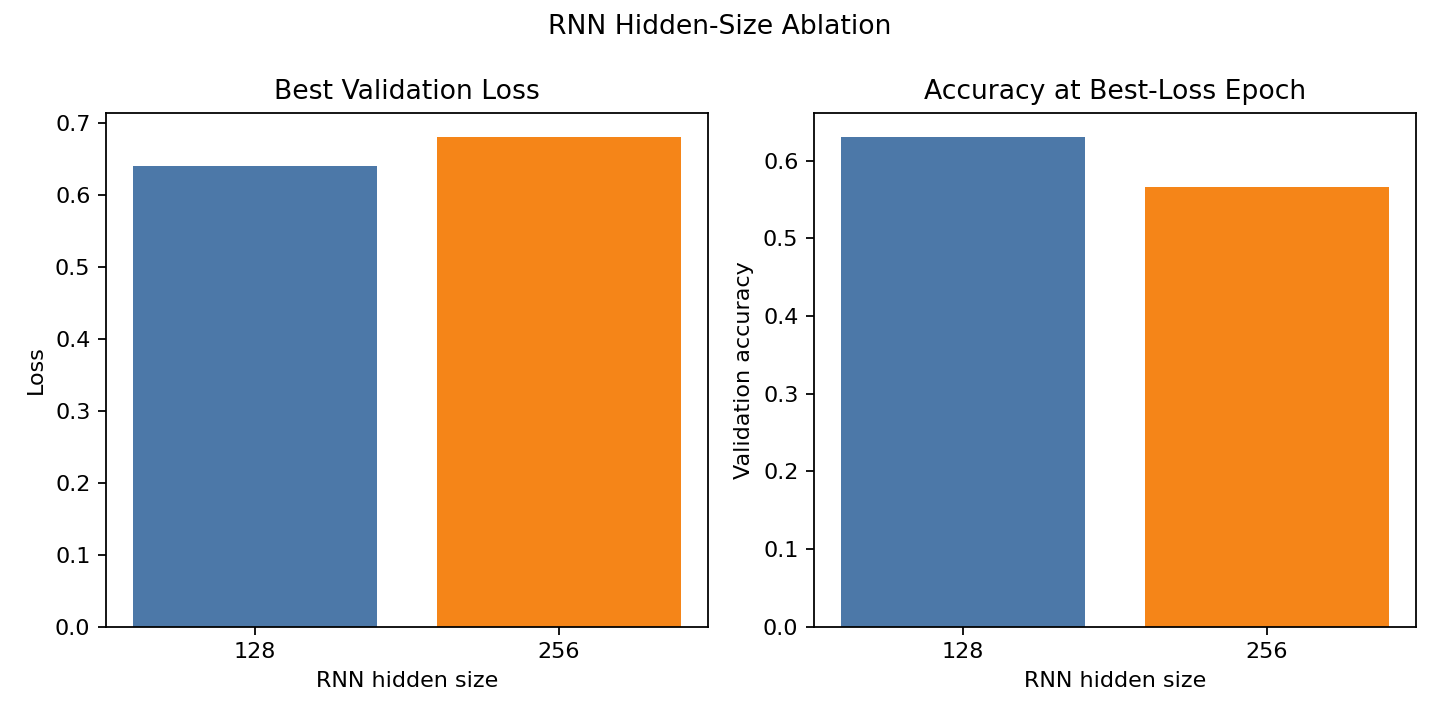 RNN Hidden-Size Ablation
Best Validation Loss
0.7
0.6
0.5
0.4
0.3
0.2
0.1
0.0
Loss
128 256
RNN hidden size
Accuracy at Best-Loss Epoch
0.6
0.5
0.4
0.3
0.2
0.1
0.0
Validation accuracy
128 256
RNN hidden size